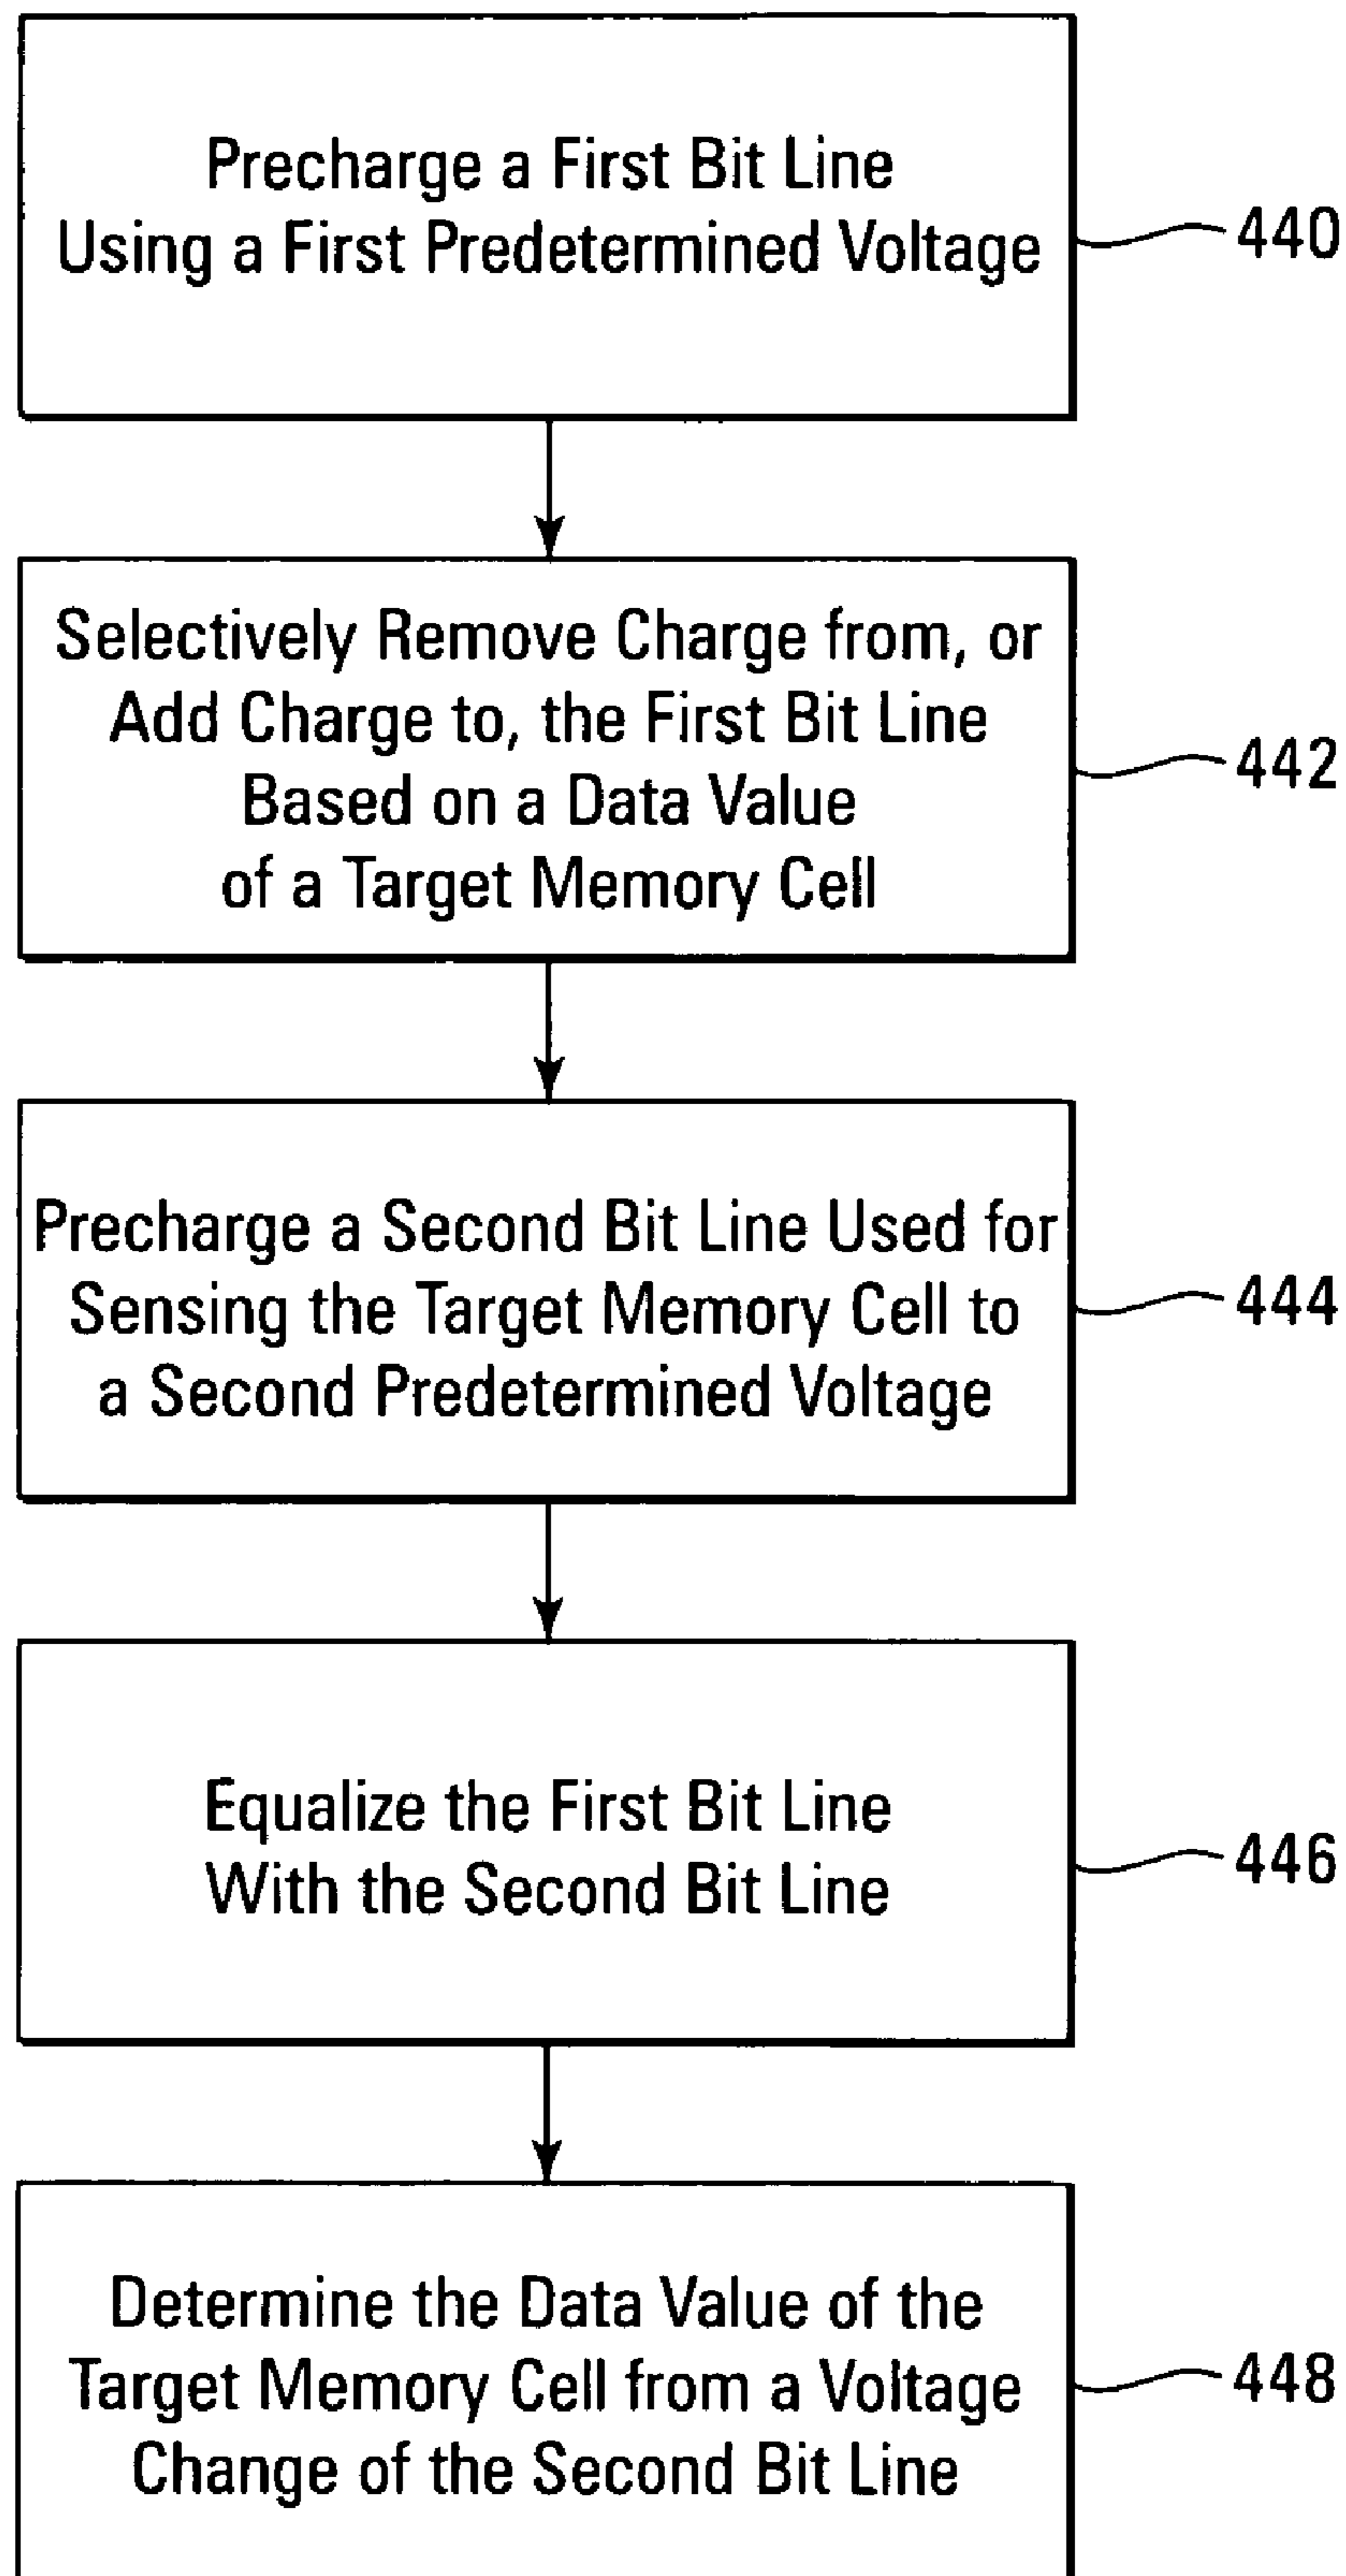 Precharge a First Bit Line
Using a First Predetermined Voltage
440
Selectively Remove Charge from, or
Add Charge to, the First Bit Line
Based on a Data Value
of a Target Memory Cell
442
Precharge a Second Bit Line Used for
Sensing the Target Memory Cell to
a Second Predetermined Voltage
444
Equalize the First Bit Line
With the Second Bit Line
446
Determine the Data Value of the
Target Memory Cell from a Voltage
Change of the Second Bit Line
448